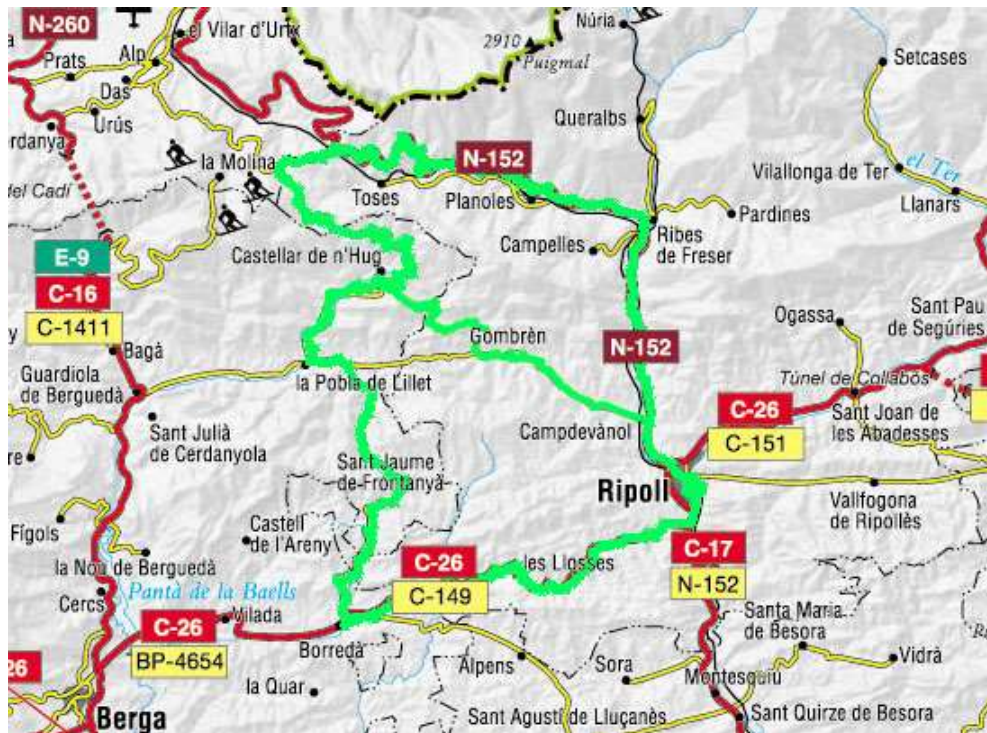 N-260
el Vilar d'Urtx
Núria
2910
Puigmal
Setcases
Prats
Alp
Das
Urús
Queralbs
erdanya
la Molina
N-152
Vilallonga de Ter
el Ter
del Cadí
Toses
Planoles
Llanars
Pardines
Campelles
Ribes
de Freser
E-9
Castellar de n'Hug
C-16
C-1411
Ogassa
Sant Pau
de Segúries
Gombrèn
N-152
Bagà
Guardiola
de Berguedà
la Pobla de Lillet
Túnel de Collabós
C-26
Sant Joan de
les Abadesses
C-151
Campdevànol
Sant Julià
de Cerdanyola
re
Sant Jaume
de Frontanyà
Ripoll
Vallfogona
de Ripollès
Fígols
Castell
de l'Areny
la Nou de Berguedà
C-26
les Llosses
C-17
C-149
N-152
Pantà de la Baells
Cercs
Vilada
C-26
BP-4654
Santa Maria
de Besora
Borredà
Alpens
Sora
Vidrà
26
la Quar
Montesquiu
Berga
Sant Agustí de Lluçanès
Sant Quirze de Besora